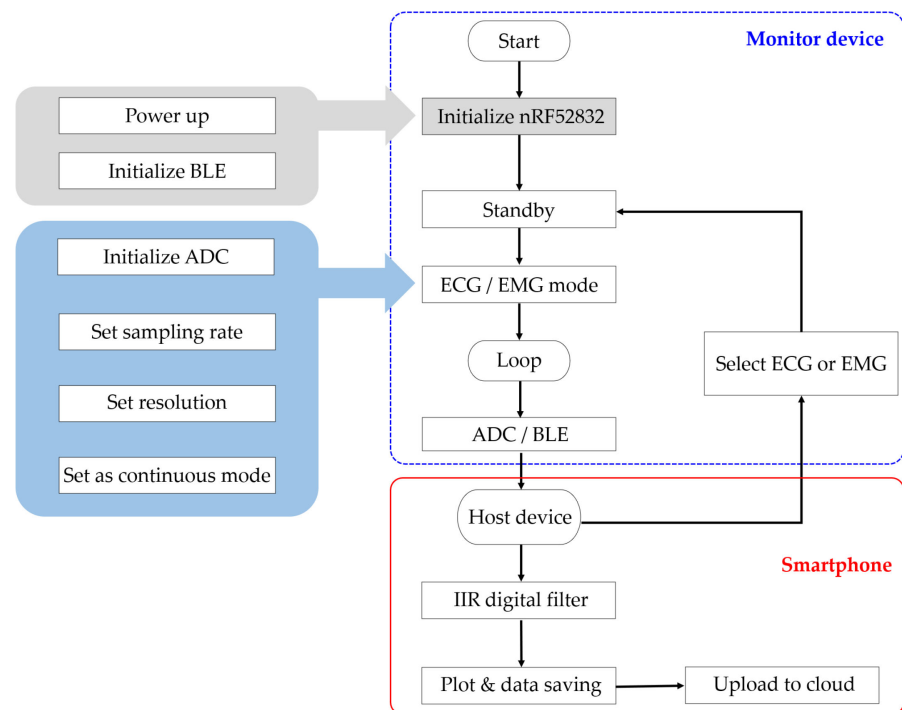 Start
Monitor device
Power up
Initialize nRF52832
Initialize BLE
Standby
Initialize ADC
ECG / EMG mode
Set sampling rate
Loop
Select ECG or EMG
Set resolution
ADC / BLE
Set as continuous mode
Host device
Smartphone
IIR digital filter
Plot & data saving
Upload to cloud